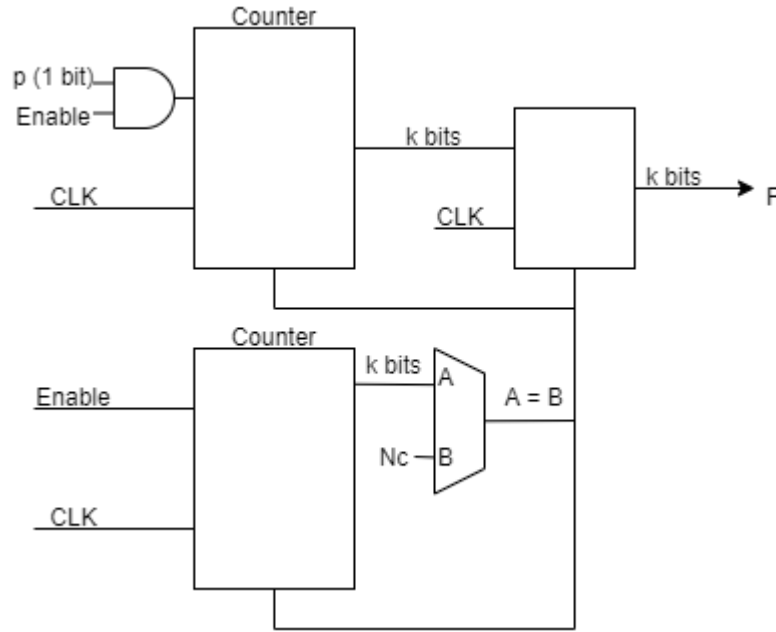 Counter
p (1 bit)
Enable
k bits
k bits
CLK
CLK
P
Counter
k bits
Enable
A
A = B
Nc
B
CLK